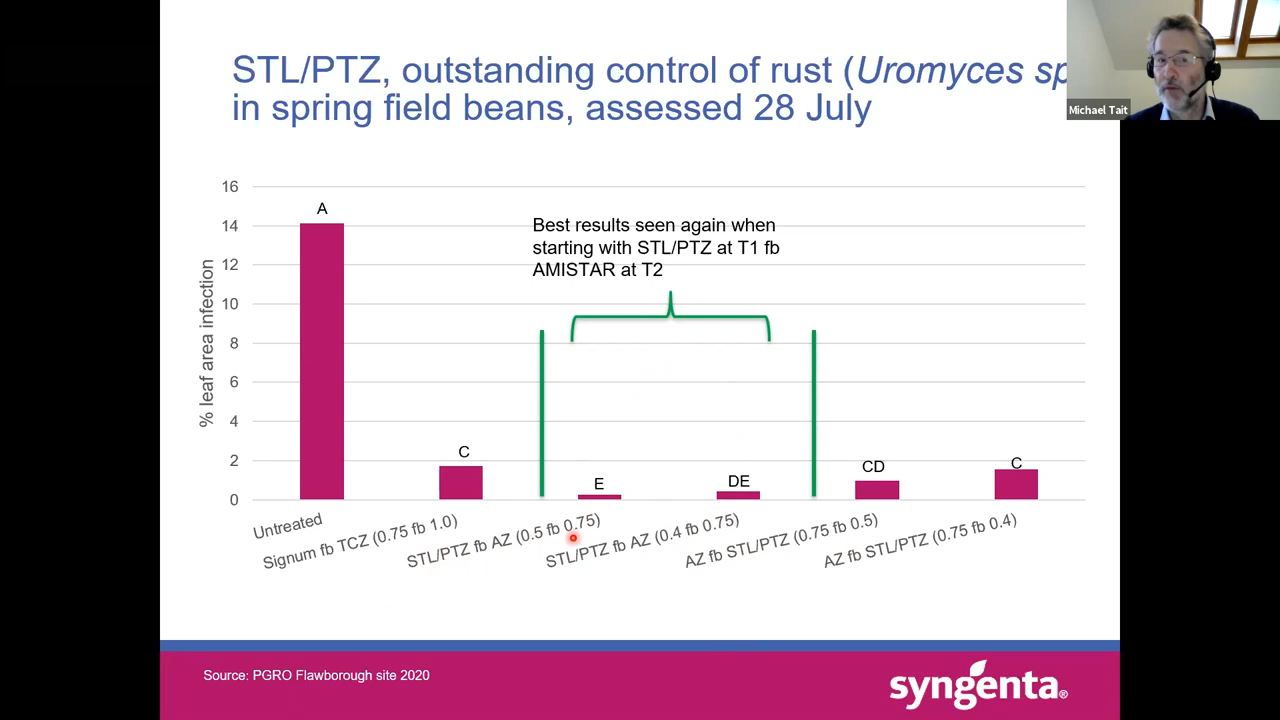 STL/PTZ, outstanding control of rust (Uromyces sp
in spring field beans, assessed 28 July
Michael Tait
16
14
12
10
8
6
4
2
0
% leaf area infection
A
C
E
DE
CD
C
Best results seen again when
starting with STL/PTZ at T1 fb
AMISTAR at T2
Untreated
Signum fb TCZ (0.75 fb 1.0)
STL/PTZ fb AZ (0.5 fb 0.75)
STL/PTZ fb AZ (0.4 fb 0.75)
AZ fb STL/PTZ (0.75 fb 0.5)
AZ fb STL/PTZ (0.75 fb 0.4)
Source: PGRO Flawborough site 2020
syngenta®